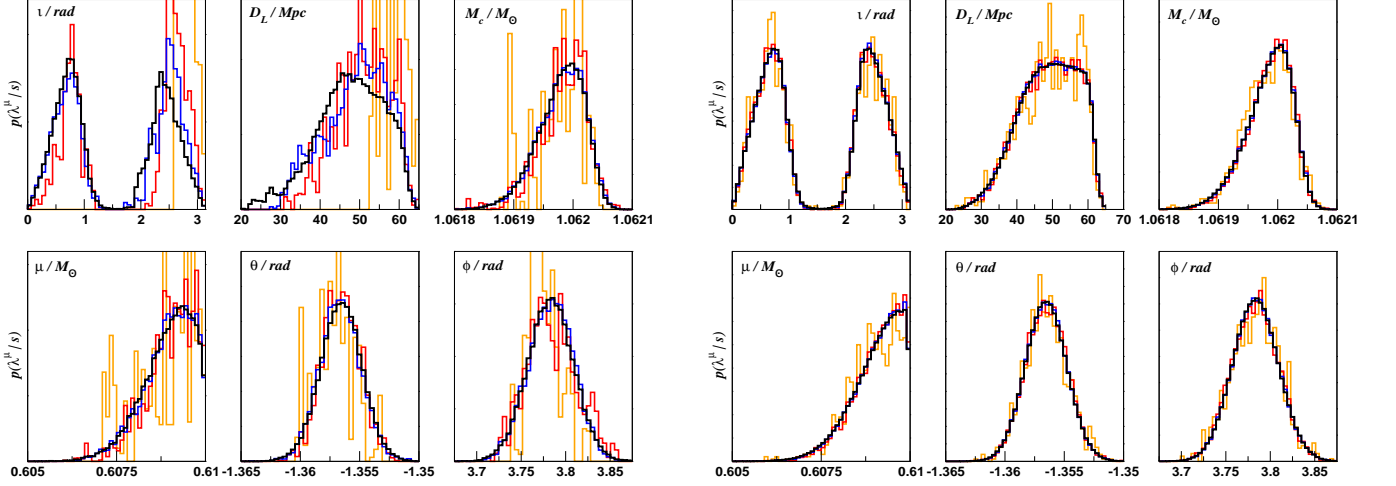 ι / rad
D_L / Mpc
M_c / M_⊙
p(λ^μ / s)
0 1 2 3
20 30 40 50 60
1.0618 1.0619 1.062 1.0621
μ / M_⊙
θ / rad
ϕ / rad
p(λ^μ / s)
0.605 0.6075 0.61
-1.365 -1.36 -1.355 -1.35
3.7 3.75 3.8 3.85
ι / rad
D_L / Mpc
M_c / M_⊙
p(λ^μ / s)
0 1 2 3
20 30 40 50 60 70
1.0618 1.0619 1.062 1.0621
μ / M_⊙
θ / rad
ϕ / rad
p(λ^μ / s)
0.605 0.6075 0.61
-1.365 -1.36 -1.355 -1.35
3.7 3.75 3.8 3.85